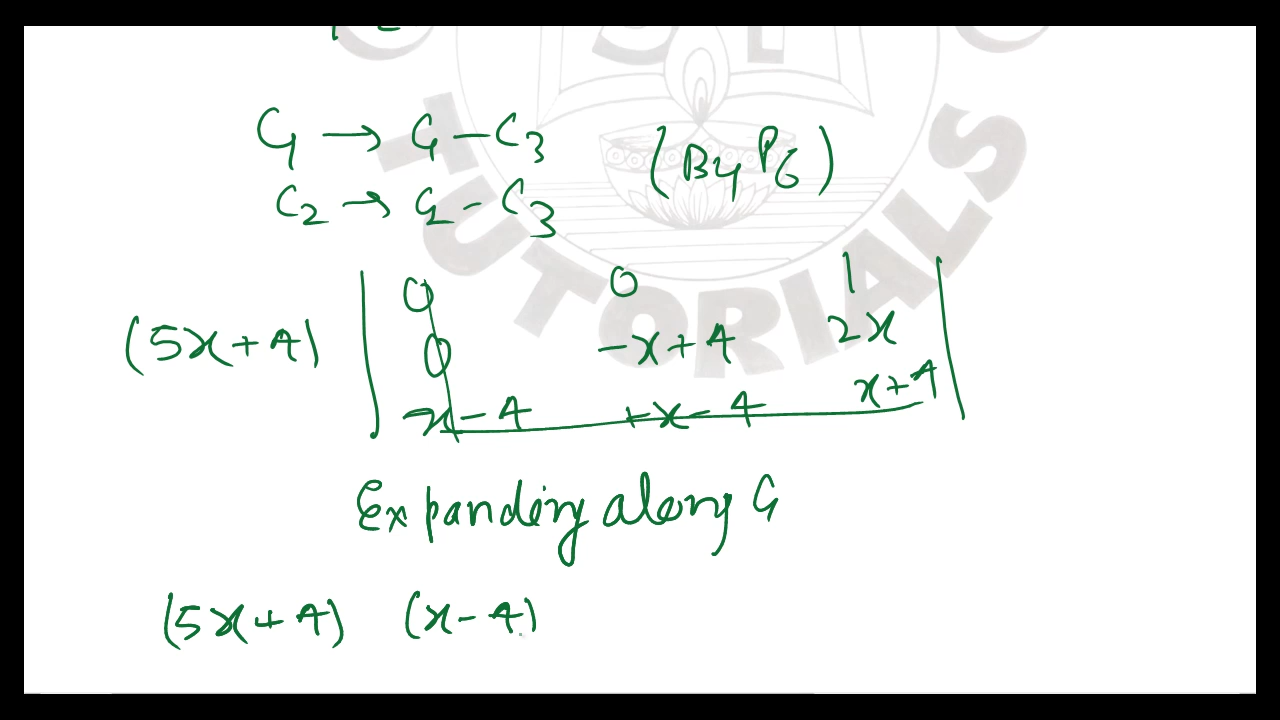 C₁ → C₁ - C₃ (By P₆)
C₂ → C₂ - C₃
(5x+4) | 0 0 1 |
| 0 -x+4 2x |
| x-4 +x-4 x+4 |
Expanding along C₁
(5x+4) (x-4)
TUTORIALS